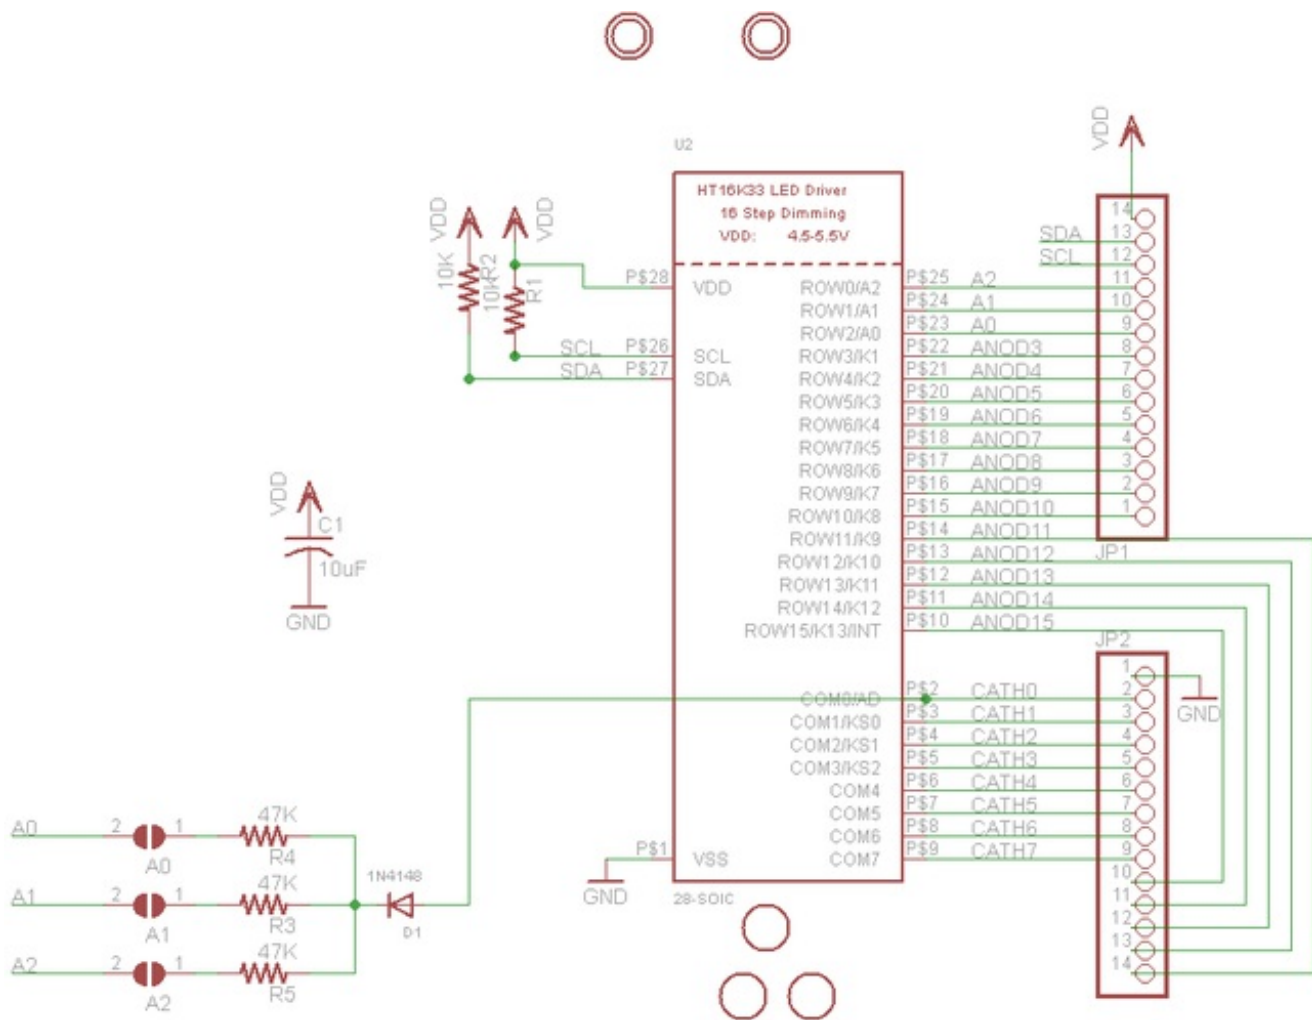 U2
HT16K33 LED Driver
16 Step Dimming
VDD: 4.5-5.5V
VDD
VDD
VDD
10K
R2
10K
R1
P$28 VDD
SCL P$26 SCL
SDA P$27 SDA
ROW0/A2 P$25 A2
ROW1/A1 P$24 A1
ROW2/A0 P$23 A0
ROW3/K1 P$22 ANOD3
ROW4/K2 P$21 ANOD4
ROW5/K3 P$20 ANOD5
ROW6/K4 P$19 ANOD6
ROW7/K5 P$18 ANOD7
ROW8/K6 P$17 ANOD8
ROW9/K7 P$16 ANOD9
ROW10/K8 P$15 ANOD10
ROW11/K9 P$14 ANOD11
ROW12/K10 P$13 ANOD12
ROW13/K11 P$12 ANOD13
ROW14/K12 P$11 ANOD14
ROW15/K13/INT P$10 ANOD15
14
SDA 13
SCL 12
11
10
9
8
7
6
5
4
3
2
1
JP1
VDD
C1
10uF
GND
COM0/AD P$2 CATH0
COM1/KS0 P$3 CATH1
COM2/KS1 P$4 CATH2
COM3/KS2 P$5 CATH3
COM4 P$6 CATH4
COM5 P$7 CATH5
COM6 P$8 CATH6
COM7 P$9 CATH7
JP2
1
2
3
4
5
6
7
8
9
10
11
12
13
14
GND
P$1 VSS
GND
28-SOIC
A0 2 1 47K
A0 R4
A1 2 1 47K
A1 R3
A2 2 1 47K
A2 R5
1N4148
D1